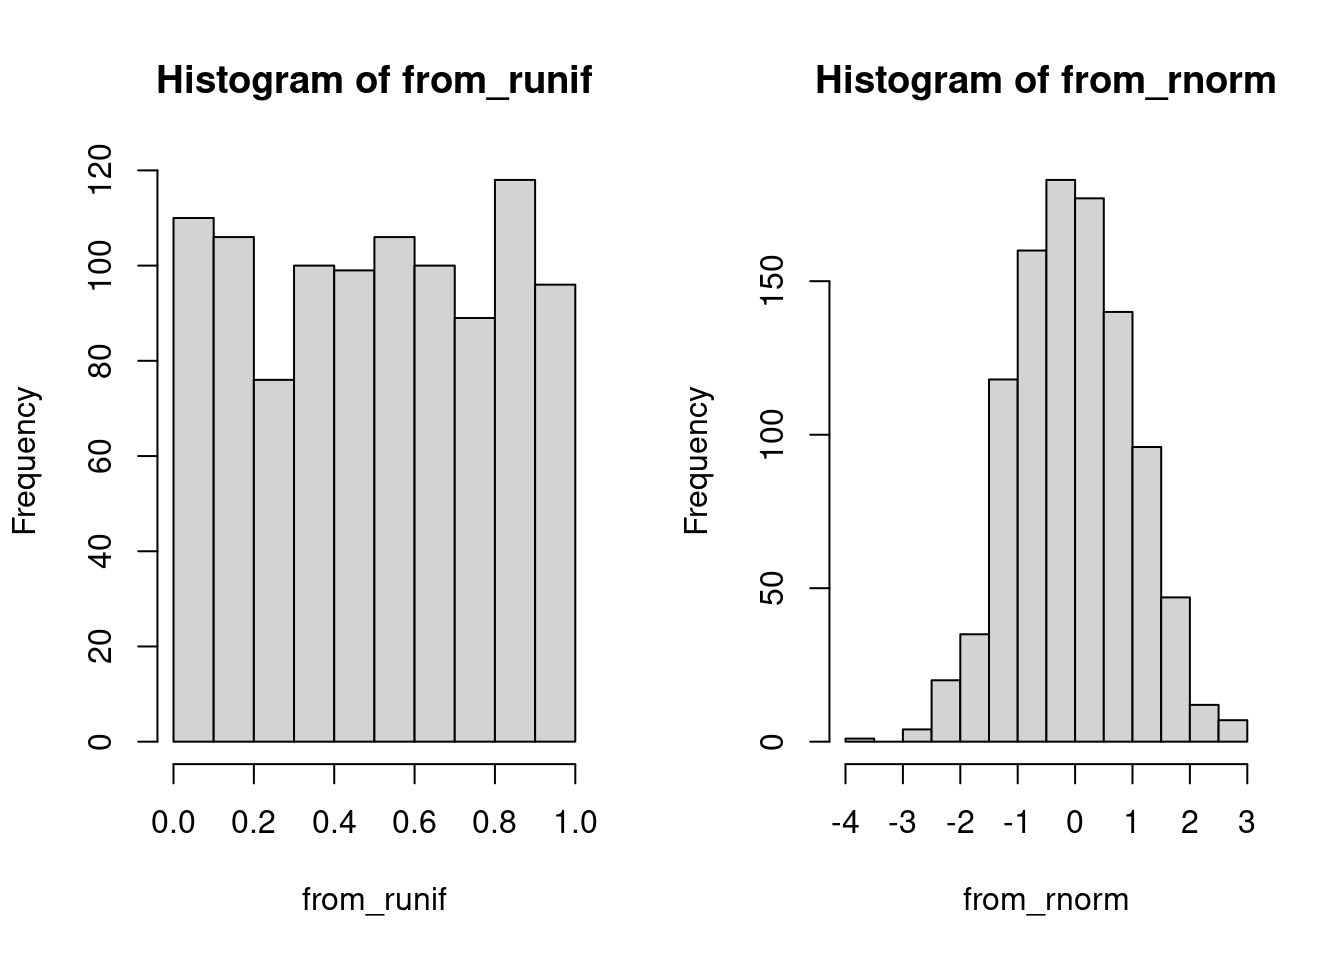 Histogram of from_runif
Frequency
120
100
80
60
40
20
0
0.0 0.2 0.4 0.6 0.8 1.0
from_runif
Histogram of from_rnorm
Frequency
150
100
50
0
-4 -3 -2 -1 0 1 2 3
from_rnorm